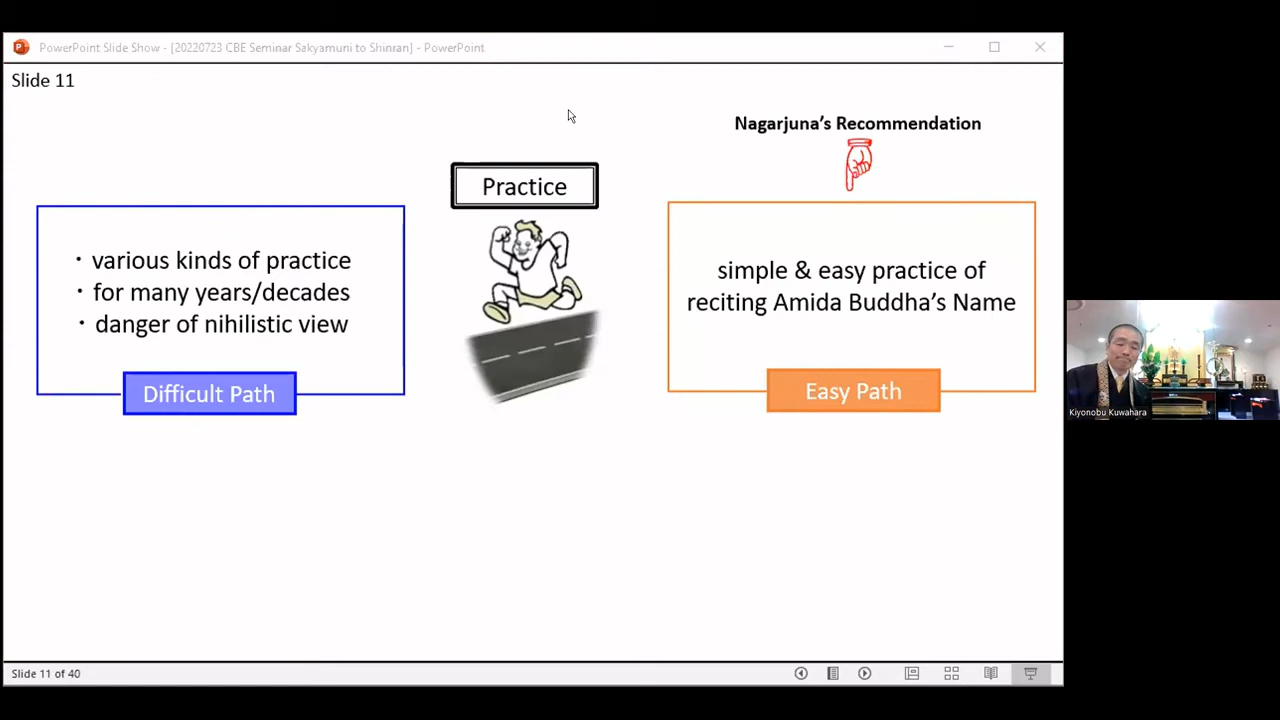 PowerPoint Slide Show - [20220723 CBE Seminar Sakyamuni to Shinran] - PowerPoint
Slide 11
Nagarjuna's Recommendation
Practice
・various kinds of practice
・for many years/decades
・danger of nihilistic view
Difficult Path
simple & easy practice of
reciting Amida Buddha's Name
Easy Path
Kiyonobu Kuwahara
Slide 11 of 40